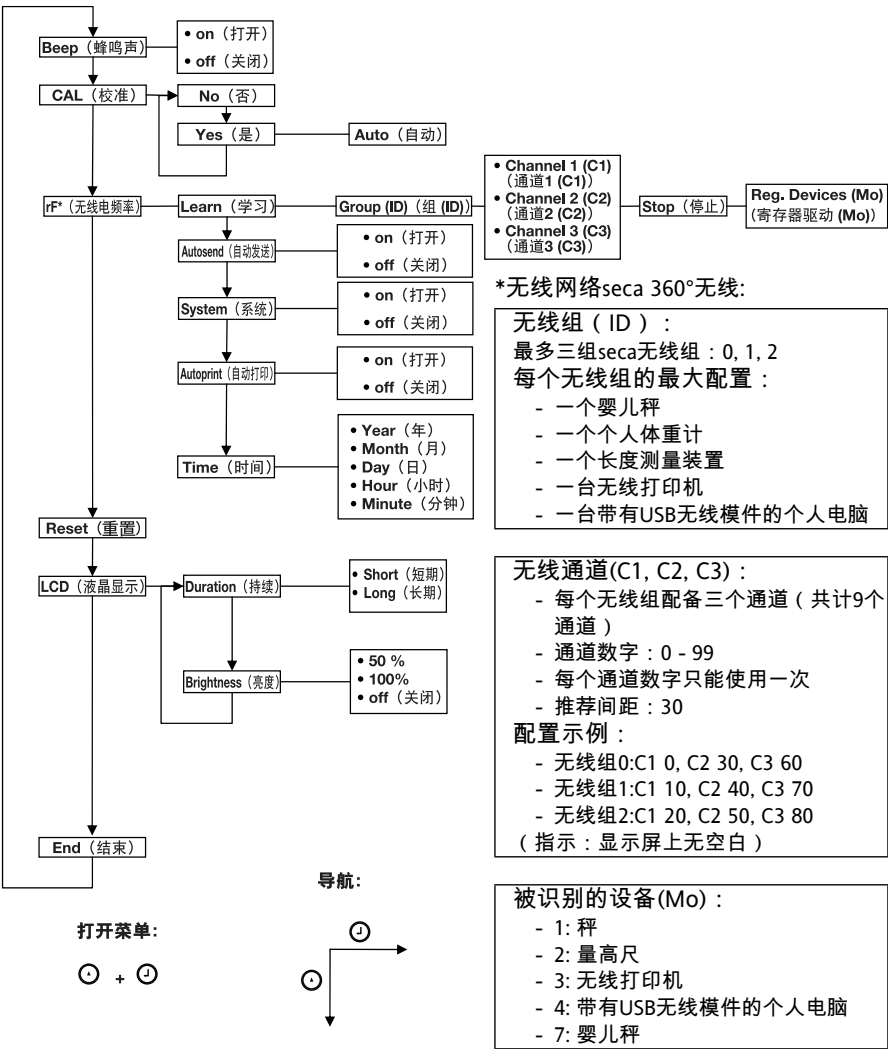 Beep（蜂鸣声）
• on（打开）
• off（关闭）
CAL（校准）
No（否）
Yes（是）
Auto（自动）
rF*（无线电频率）
Learn（学习）
Group (ID)（组 (ID)）
• Channel 1 (C1)
（通道1 (C1)）
• Channel 2 (C2)
（通道2 (C2)）
• Channel 3 (C3)
（通道3 (C3)）
Stop（停止）
Reg. Devices (Mo)
（寄存器驱动 (Mo)）
Autosend（自动发送）
• on（打开）
• off（关闭）
System（系统）
• on（打开）
• off（关闭）
Autoprint（自动打印）
• on（打开）
• off（关闭）
Time（时间）
• Year（年）
• Month（月）
• Day（日）
• Hour（小时）
• Minute（分钟）
Reset（重置）
LCD（液晶显示）
Duration（持续）
• Short（短期）
• Long（长期）
Brightness（亮度）
• 50 %
• 100%
• off（关闭）
End（结束）
打开菜单:
+
导航:
*无线网络seca 360°无线:
无线组（ID）：
最多三组seca无线组：0, 1, 2
每个无线组的最大配置：
- 一个婴儿秤
- 一个个人体重计
- 一个长度测量装置
- 一台无线打印机
- 一台带有USB无线模件的个人电脑
无线通道(C1, C2, C3)：
- 每个无线组配备三个通道（共计9个
通道）
- 通道数字：0 - 99
- 每个通道数字只能使用一次
- 推荐间距：30
配置示例：
- 无线组0:C1 0, C2 30, C3 60
- 无线组1:C1 10, C2 40, C3 70
- 无线组2:C1 20, C2 50, C3 80
（指示：显示屏上无空白）
被识别的设备(Mo)：
- 1: 秤
- 2: 量高尺
- 3: 无线打印机
- 4: 带有USB无线模件的个人电脑
- 7: 婴儿秤